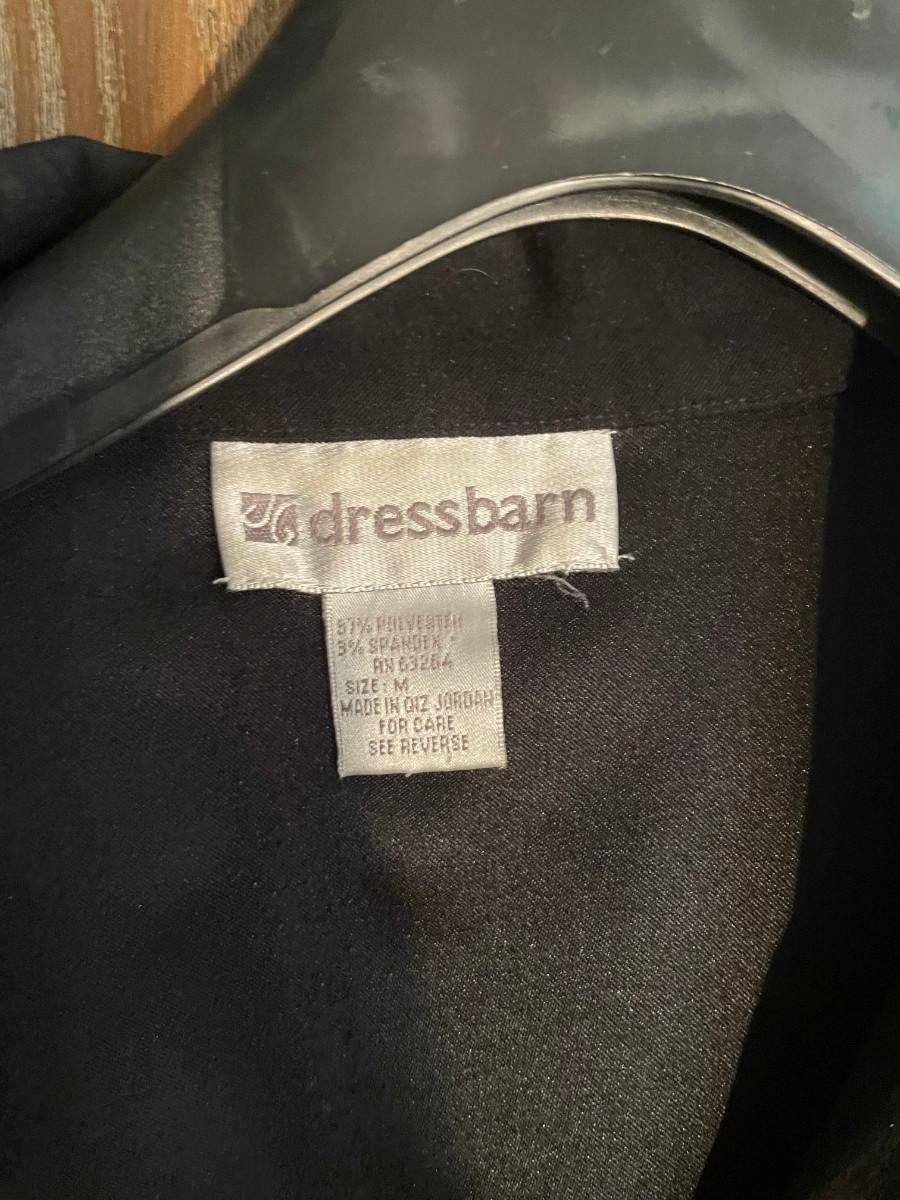 dressbarn
97% POLYESTER
3% SPANDEX
RN 63264
SIZE: M
MADE IN QIZ JORDAN
FOR CARE
SEE REVERSE